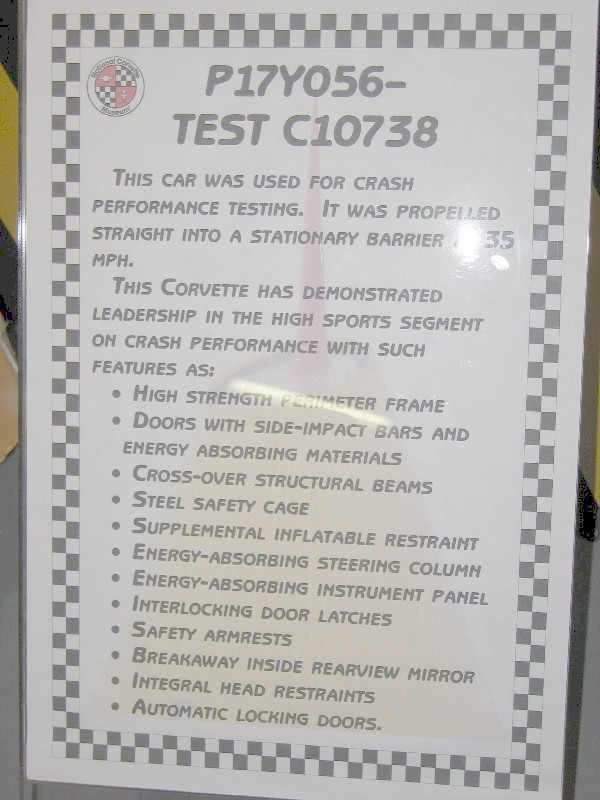 National Corvette
Museum
P17Y056-
TEST C10738
THIS CAR WAS USED FOR CRASH
PERFORMANCE TESTING. IT WAS PROPELLED
STRAIGHT INTO A STATIONARY BARRIER 35
MPH.
THIS CORVETTE HAS DEMONSTRATED
LEADERSHIP IN THE HIGH SPORTS SEGMENT
ON CRASH PERFORMANCE WITH SUCH
FEATURES AS:
• HIGH STRENGTH PERIMETER FRAME
• DOORS WITH SIDE-IMPACT BARS AND
ENERGY ABSORBING MATERIALS
• CROSS-OVER STRUCTURAL BEAMS
• STEEL SAFETY CAGE
• SUPPLEMENTAL INFLATABLE RESTRAINT
• ENERGY-ABSORBING STEERING COLUMN
• ENERGY-ABSORBING INSTRUMENT PANEL
• INTERLOCKING DOOR LATCHES
• SAFETY ARMRESTS
• BREAKAWAY INSIDE REARVIEW MIRROR
• INTEGRAL HEAD RESTRAINTS
• AUTOMATIC LOCKING DOORS.